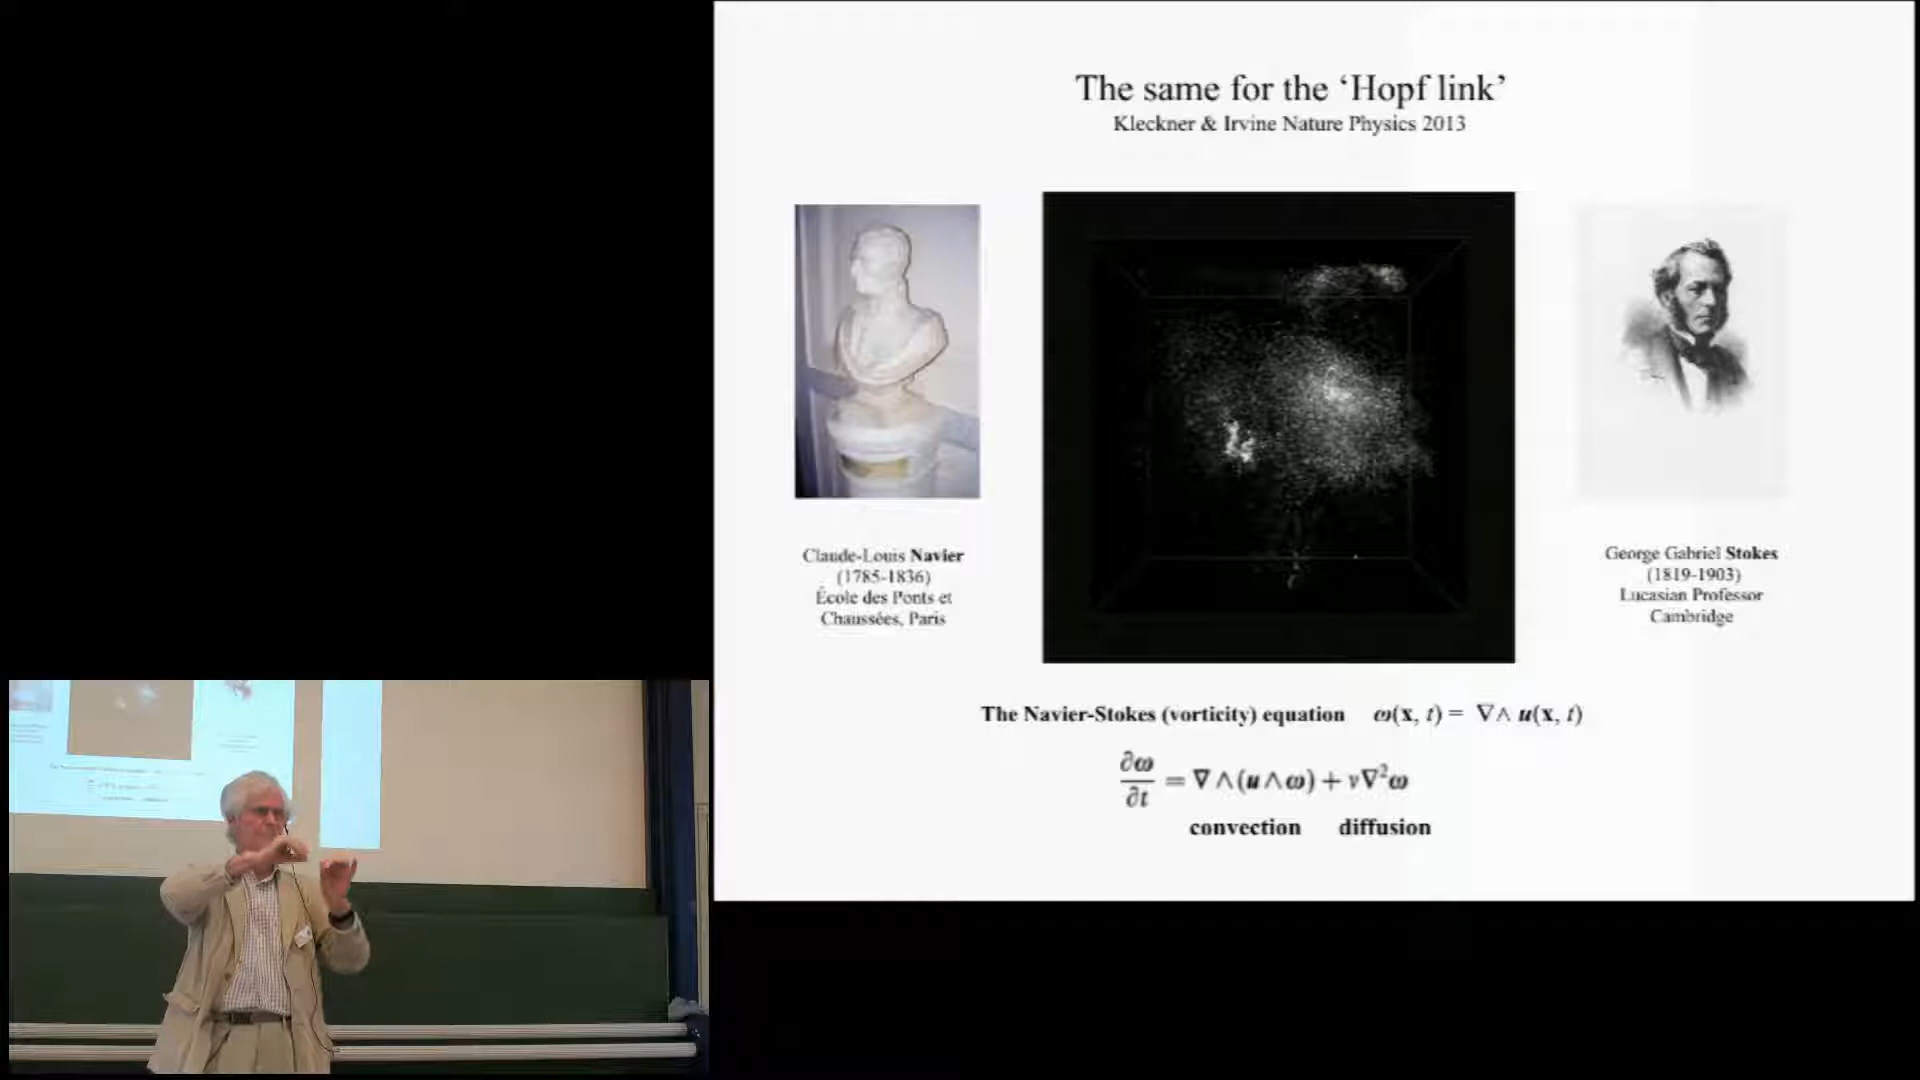 The same for the ‘Hopf link’
Kleckner & Irvine Nature Physics 2013
Claude-Louis Navier
(1785-1836)
École des Ponts et
Chaussées, Paris
George Gabriel Stokes
(1819-1903)
Lucasian Professor
Cambridge
The Navier-Stokes (vorticity) equation ω(x, t) = ∇∧ u(x, t)
∂ω/∂t = ∇∧(u∧ω) + ν∇²ω
convection diffusion